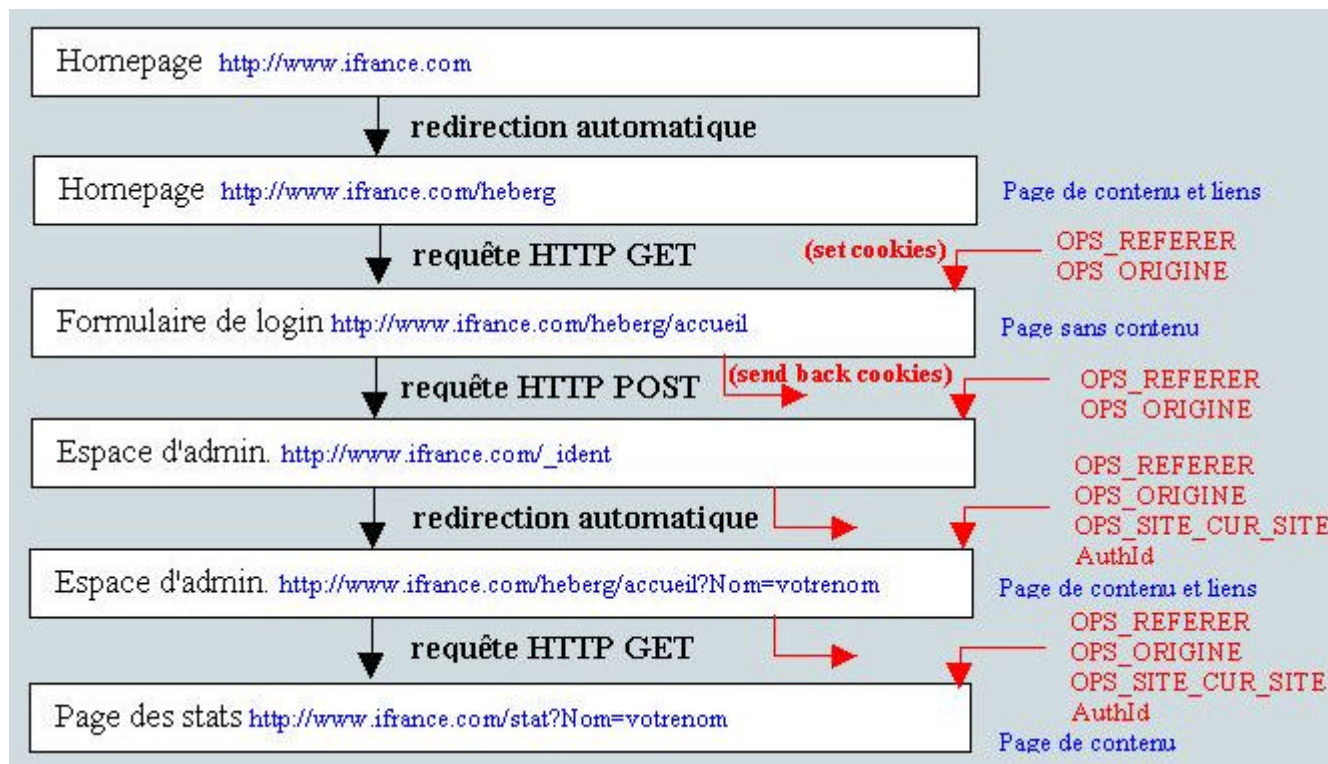 Homepage http://www.ifrance.com
redirection automatique
Homepage http://www.ifrance.com/heberg
Page de contenu et liens
requête HTTP GET
(set cookies)
OPS_REFERER
OPS_ORIGINE
Formulaire de login http://www.ifrance.com/heberg/accueil
Page sans contenu
requête HTTP POST
(send back cookies)
OPS_REFERER
OPS_ORIGINE
Espace d'admin. http://www.ifrance.com/_ident
OPS_REFERER
OPS_ORIGINE
OPS_SITE_CUR_SITE
AuthId
redirection automatique
Espace d'admin. http://www.ifrance.com/heberg/accueil?Nom=votrenom
Page de contenu et liens
requête HTTP GET
OPS_REFERER
OPS_ORIGINE
OPS_SITE_CUR_SITE
AuthId
Page des stats http://www.ifrance.com/stat?Nom=votrenom
Page de contenu